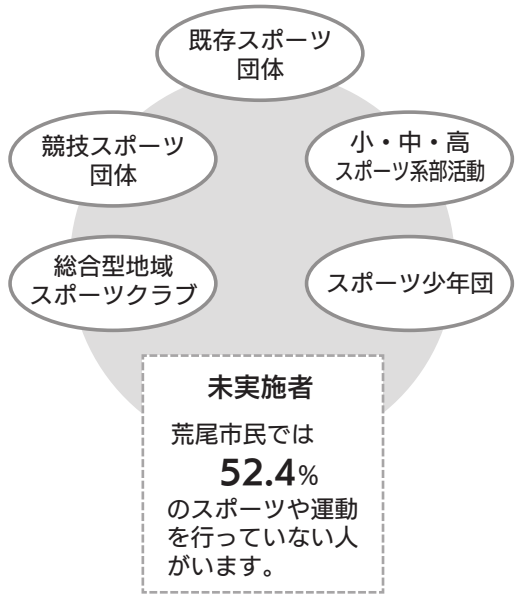 既存スポーツ
団体
競技スポーツ
団体
小・中・高
スポーツ系部活動
総合型地域
スポーツクラブ
スポーツ少年団
未実施者
荒尾市民では
52.4%
のスポーツや運動
を行っていない人
がいます。